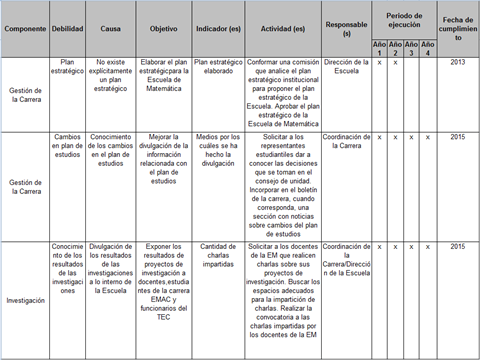 Componente Debilidad Causa Objetivo Indicador (es) Actividad (es) Responsable (s) Periodo de ejecución Fecha de cumplimiento
Año 1 Año 2 Año 3 Año 4
Gestión de la Carrera
Plan estratégico
No existe explícitamente un plan estratégico
Elaborar el plan estratégicpara la Escuela de Matemática
Plan estratégico elaborado
Conformar una comisión que analice el plan estratégico institucional para proponer el plan estratégico de la Escuela. Aprobar el plan estratégico de la Escuela de Matemática
Dirección de la Escuela
x x
2013
Gestión de la Carrera
Cambios en plan de estudios
Conocimiento de los cambios en el plan de estudios
Mejorar la divulgación de la información relacionada con el plan de estudios
Medios por los cuáles se ha hecho la divulgación
Solicitar a los representantes estudiantiles dar a conocer las decisiones que se toman en el consejo de unidad. Incorporar en el boletín de la carrera, cuando corresponda, una sección con noticias sobre cambios del plan de estudios
Coordinación de la Carrera
x x x x
2015
Investigación
Conocimiento de los resultados de las investigaciones
Divulgación de los resultados de las investigaciones a lo interno de la Escuela
Exponer los resultados de proyectos de investigación a docentes,estudiantes de la carrera EMAC y funcionarios del TEC
Cantidad de charlas impartidas
Solicitar a los docentes de la EM que realicen charlas sobre sus proyectos de investigación. Buscar los espacios adecuados para la impartición de charlas. Realizar la convocatoria a las charlas impartidas por los docentes de la EM
Coordinación de la Carrera/Dirección de la Escuela
x x x x
2015